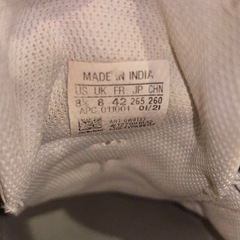 MADE IN INDIA
US UK FR JP CHN
8½ 8 42 265 260
APC 011001 01/21